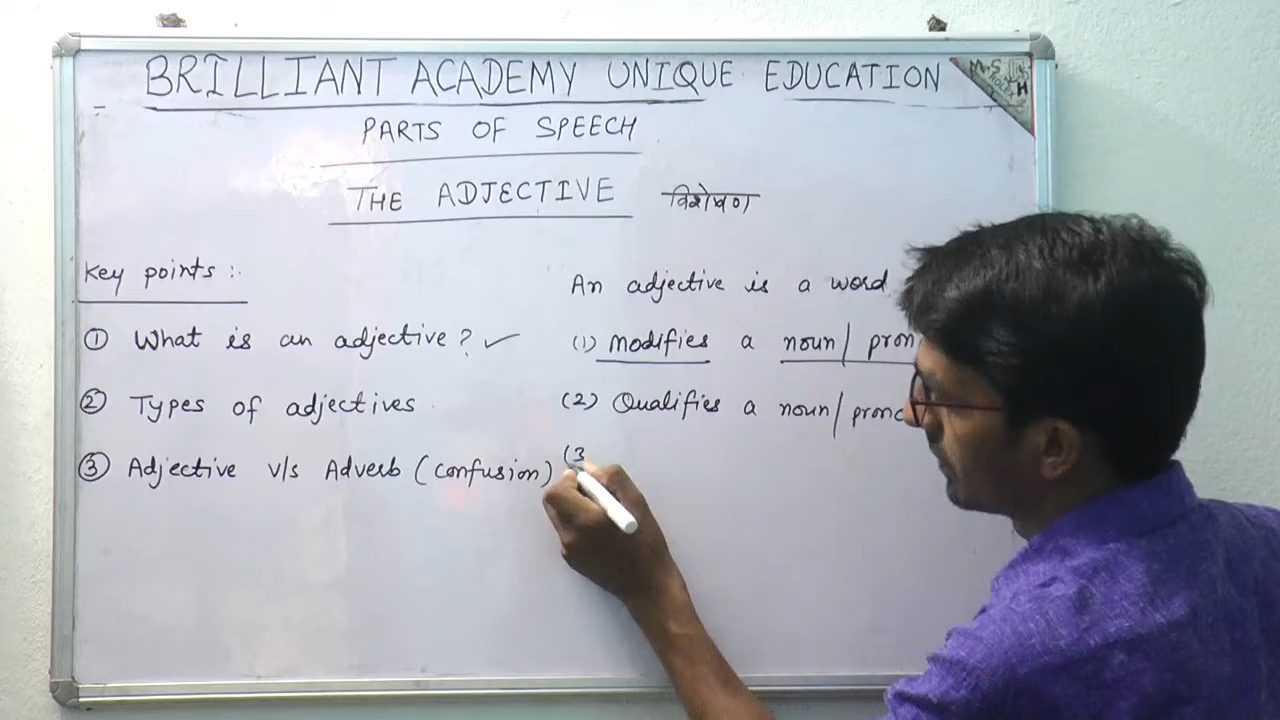 BRILLIANT ACADEMY UNIQUE EDUCATION
PARTS OF SPEECH
THE ADJECTIVE विशेषण
Key points :.
① What is an adjective? ✓
② Types of adjectives
③ Adjective v/s Adverb (confusion)
An adjective is a word
(1) Modifies a noun/ pron
(2) Qualifies a noun/ prono
(3